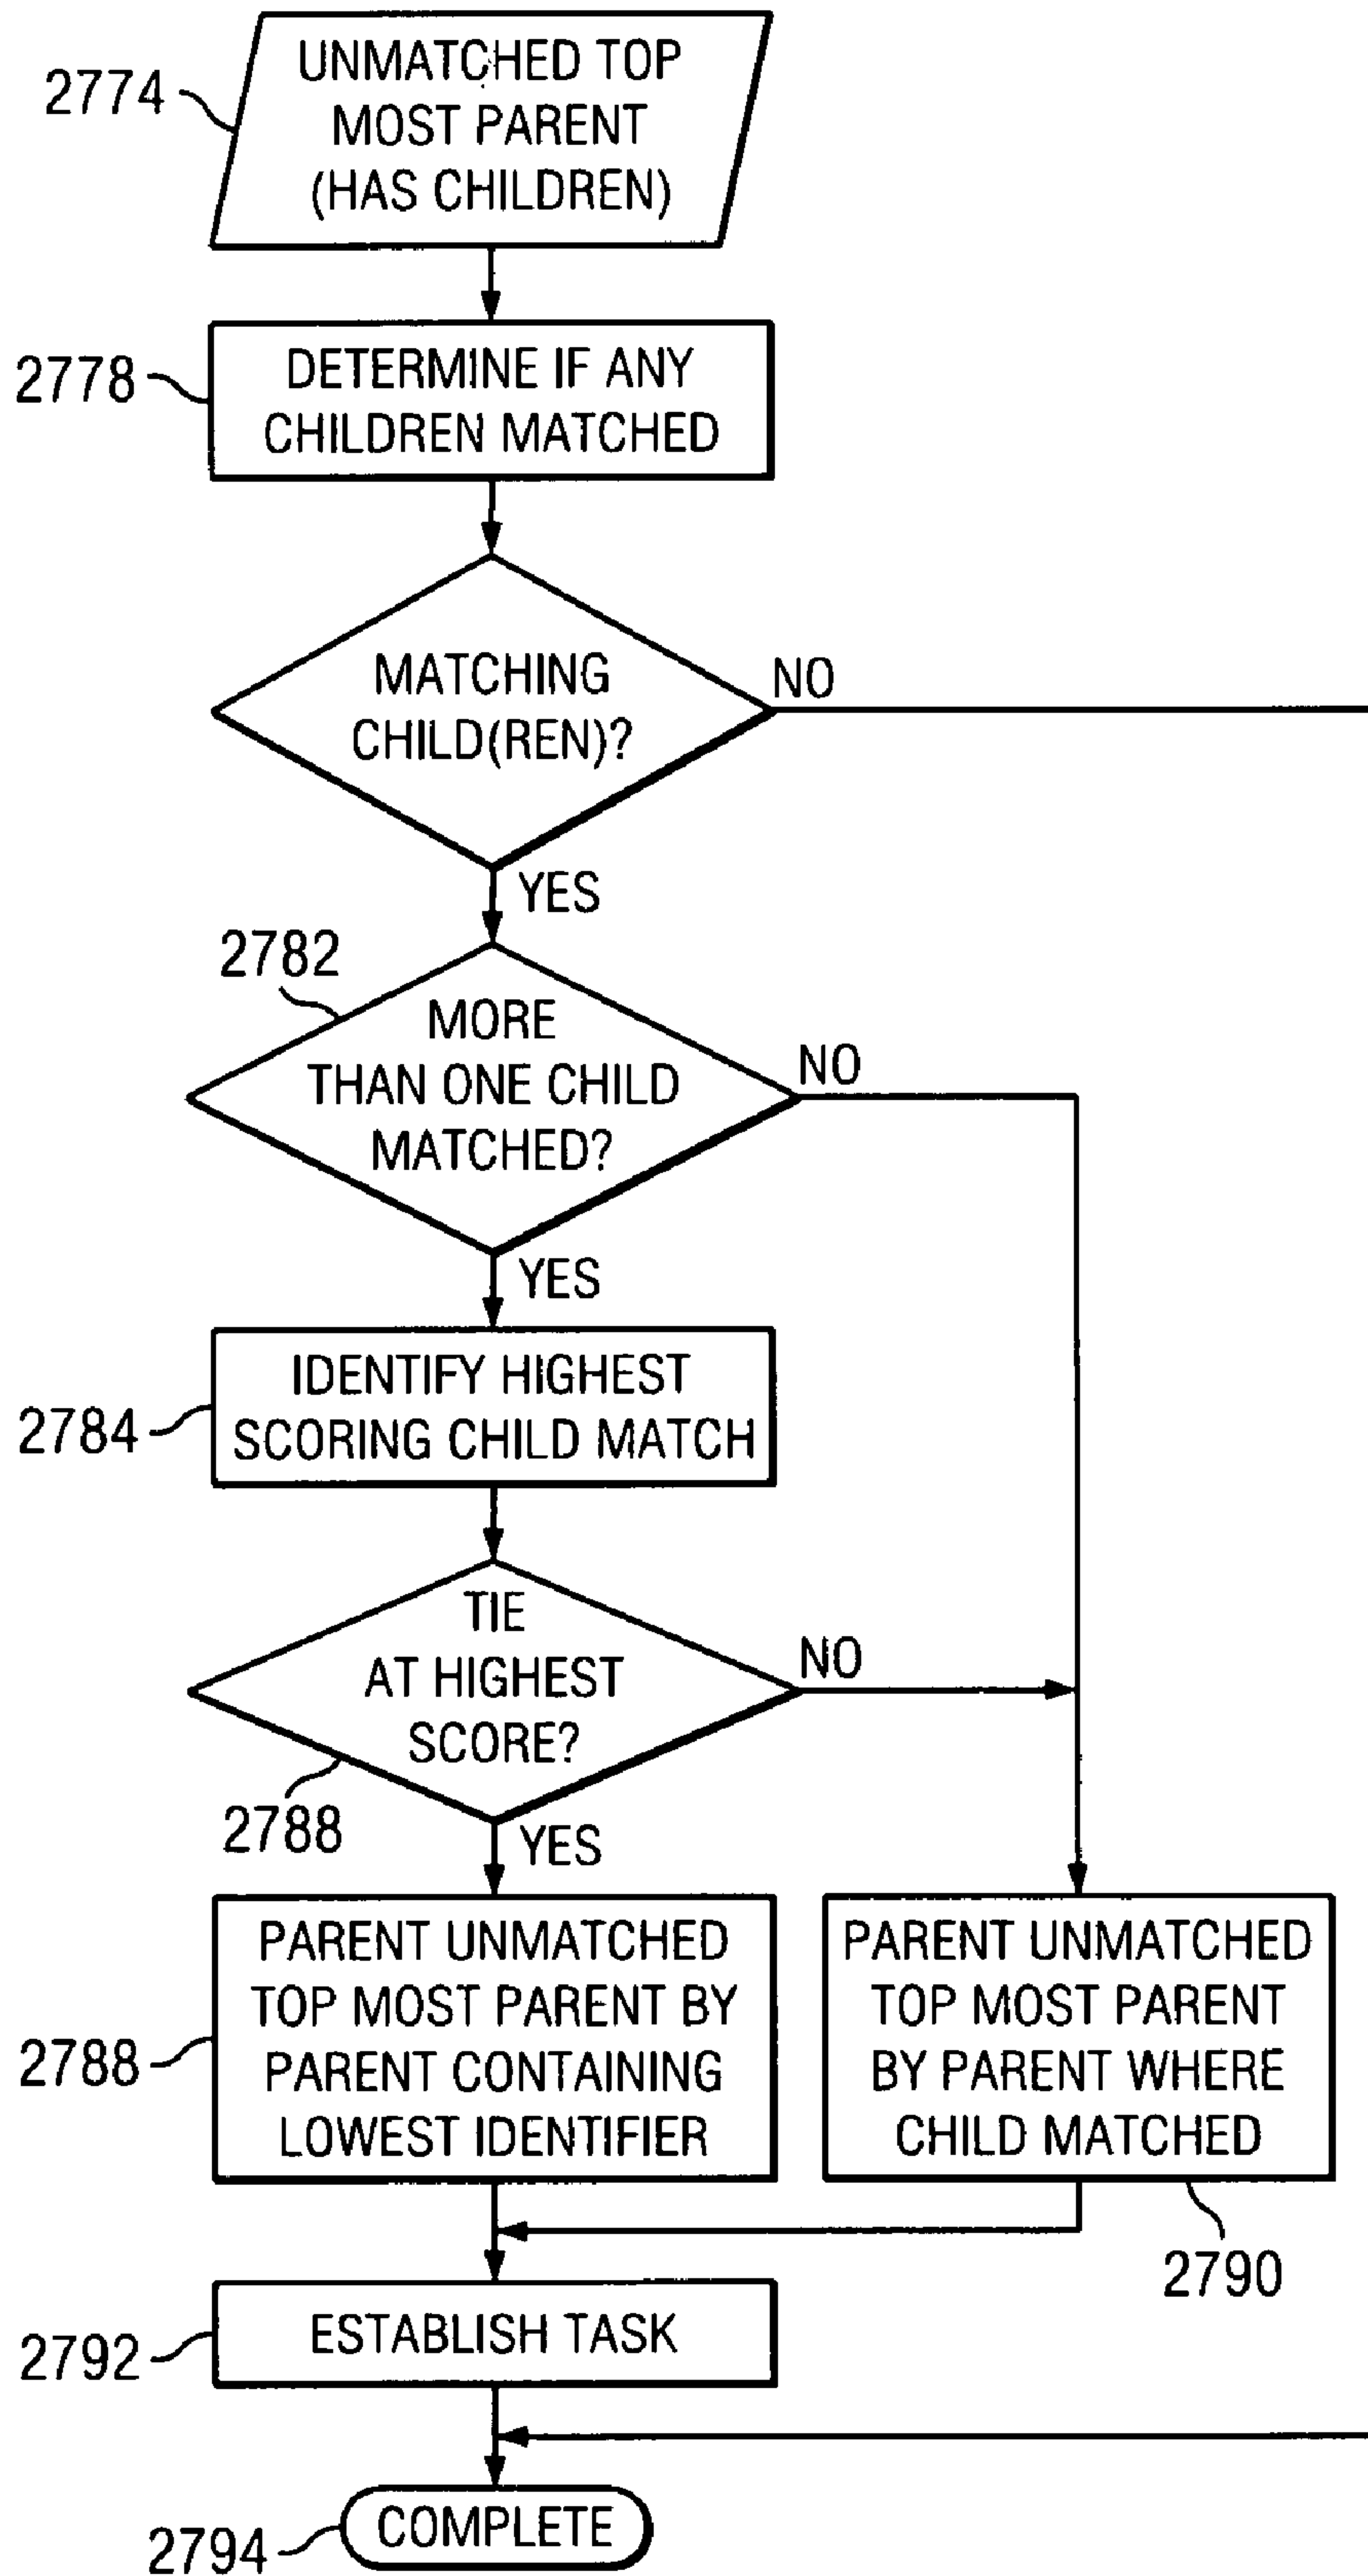 2774
UNMATCHED TOP
MOST PARENT
(HAS CHILDREN)
2778
DETERMINE IF ANY
CHILDREN MATCHED
MATCHING
CHILD(REN)?
NO
YES
2782
MORE
THAN ONE CHILD
MATCHED?
NO
YES
2784
IDENTIFY HIGHEST
SCORING CHILD MATCH
TIE
AT HIGHEST
SCORE?
NO
2788
YES
2788
PARENT UNMATCHED
TOP MOST PARENT BY
PARENT CONTAINING
LOWEST IDENTIFIER
PARENT UNMATCHED
TOP MOST PARENT
BY PARENT WHERE
CHILD MATCHED
2790
2792
ESTABLISH TASK
2794
COMPLETE